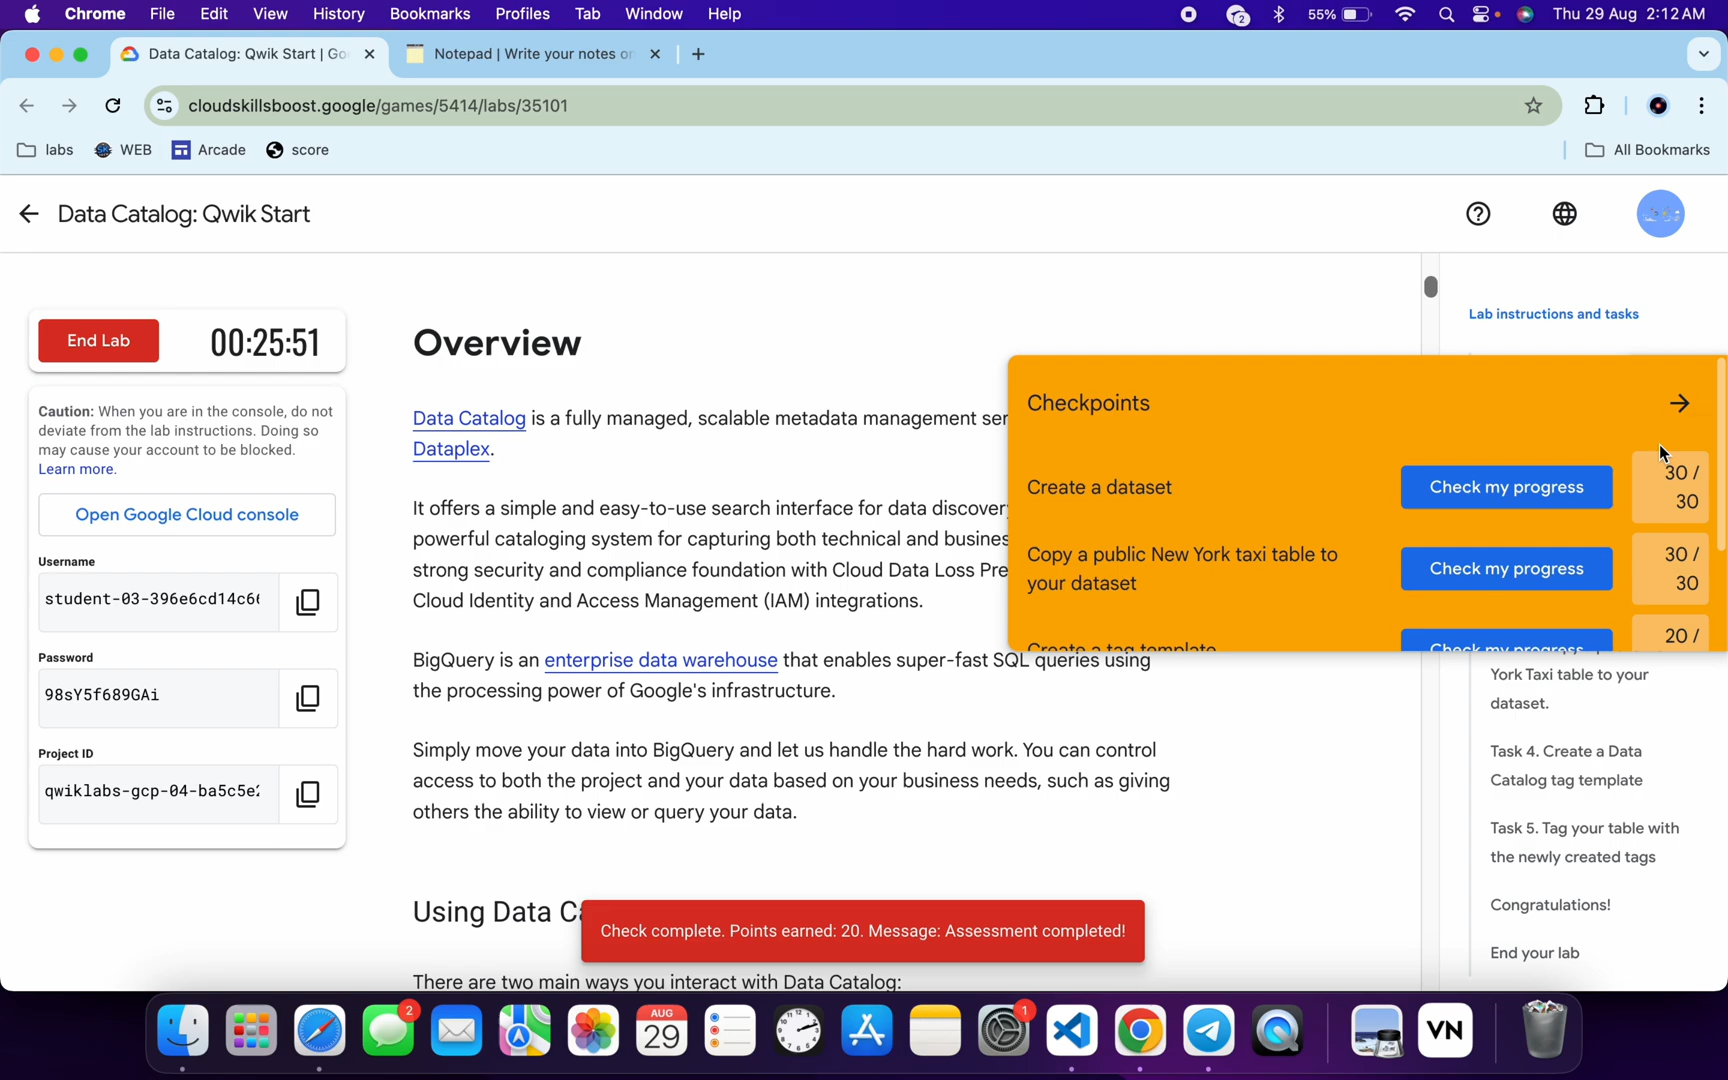 Chrome File Edit View History Bookmarks Profiles Tab Window Help 2 55% Thu 29 Aug 2:12 AM
Data Catalog: Qwik Start | Go Notepad | Write your notes on
cloudskillsboost.google/games/5414/labs/35101
labs WEB Arcade score All Bookmarks
Data Catalog: Qwik Start
End Lab 00:25:51
Caution: When you are in the console, do not
deviate from the lab instructions. Doing so
may cause your account to be blocked.
Learn more.
Open Google Cloud console
Username
student-03-396e6cd14c6
Password
98sY5f689GAi
Project ID
qwiklabs-gcp-04-ba5c5e
Overview
Data Catalog is a fully managed, scalable metadata management ser
Dataplex.
It offers a simple and easy-to-use search interface for data discover
powerful cataloging system for capturing both technical and busines
strong security and compliance foundation with Cloud Data Loss Pre
Cloud Identity and Access Management (IAM) integrations.
BigQuery is an enterprise data warehouse that enables super-fast SQL queries using
the processing power of Google's infrastructure.
Simply move your data into BigQuery and let us handle the hard work. You can control
access to both the project and your data based on your business needs, such as giving
others the ability to view or query your data.
Using Data Ca
There are two main ways you interact with Data Catalog:
Check complete. Points earned: 20. Message: Assessment completed!
Lab instructions and tasks
Checkpoints
Create a dataset Check my progress 30 /
30
Copy a public New York taxi table to
your dataset Check my progress 30 /
30
Create a tag template Check my progress 20 /
York Taxi table to your
dataset.
Task 4. Create a Data
Catalog tag template
Task 5. Tag your table with
the newly created tags
Congratulations!
End your lab
2 AUG 29 1 VN